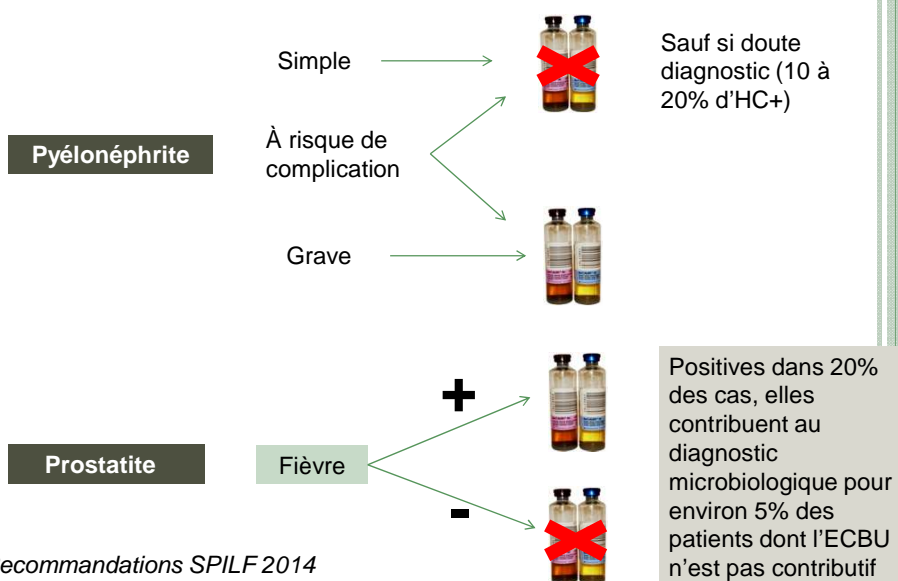 Simple
Sauf si doute
diagnostic (10 à
20% d'HC+)
Pyélonéphrite
À risque de
complication
Grave
+
Positives dans 20%
des cas, elles
contribuent au
diagnostic
microbiologique pour
environ 5% des
patients dont l'ECBU
n'est pas contributif
Prostatite
Fièvre
-
ecommandations SPILF 2014